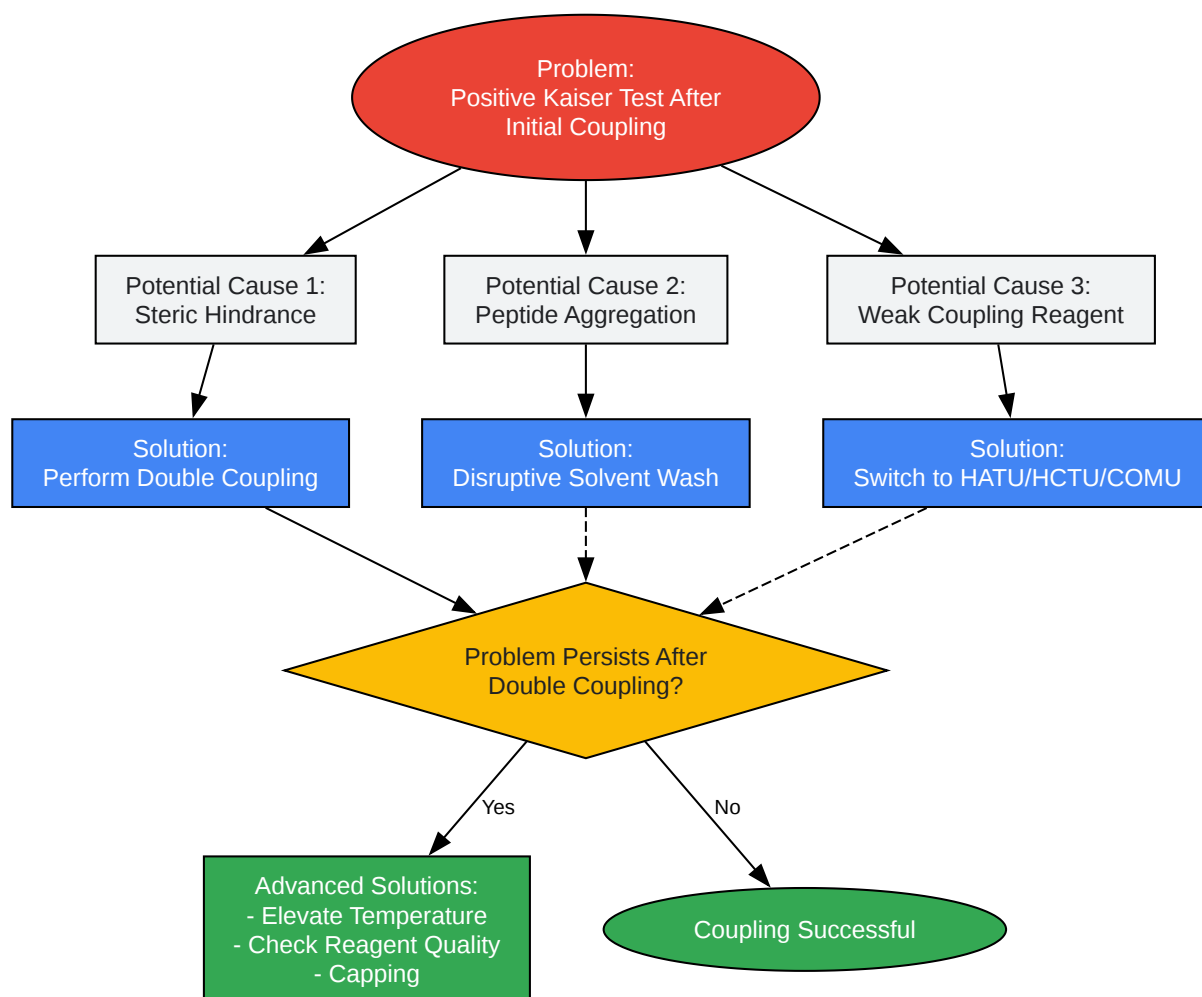 Problem:
Positive Kaiser Test After
Initial Coupling
Potential Cause 1:
Steric Hindrance
Potential Cause 2:
Peptide Aggregation
Potential Cause 3:
Weak Coupling Reagent
Solution:
Perform Double Coupling
Solution:
Disruptive Solvent Wash
Solution:
Switch to HATU/HCTU/COMU
Problem Persists After
Double Coupling?
Yes
No
Advanced Solutions:
- Elevate Temperature
- Check Reagent Quality
- Capping
Coupling Successful